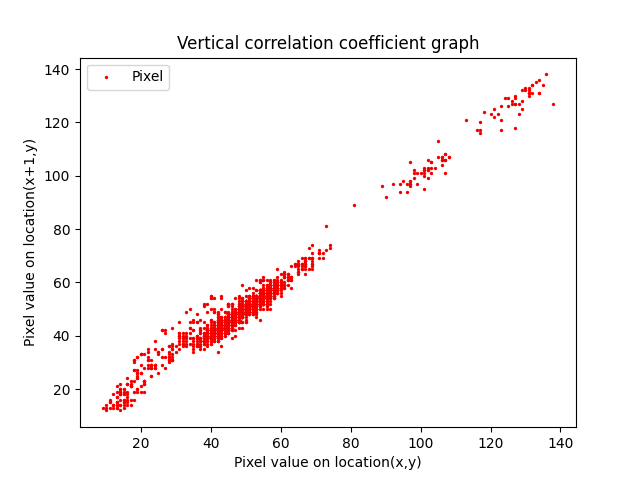 Vertical correlation coefficient graph
Pixel
Pixel value on location(x+1,y)
140
120
100
80
60
40
20
20 40 60 80 100 120 140
Pixel value on location(x,y)